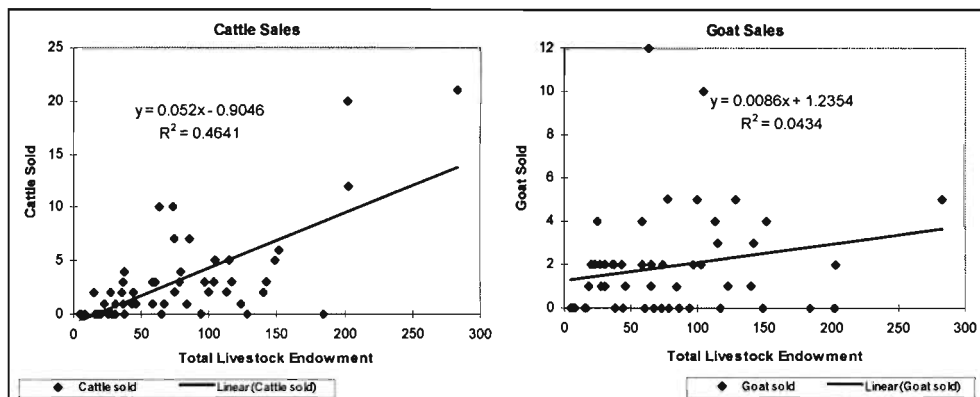 Cattle Sales
25
20
15
10
5
0
Cattle Sold
y = 0.052x - 0.9046
R² = 0.4641
0 50 100 150 200 250 300
Total Livestock Endowment
Cattle sold Linear (Cattle sold)
Goat Sales
12
10
8
6
4
2
0
Goat Sold
y = 0.0086x + 1.2354
R² = 0.0434
0 50 100 150 200 250 300
Total Livestock Endowment
Goat sold Linear (Goat sold)